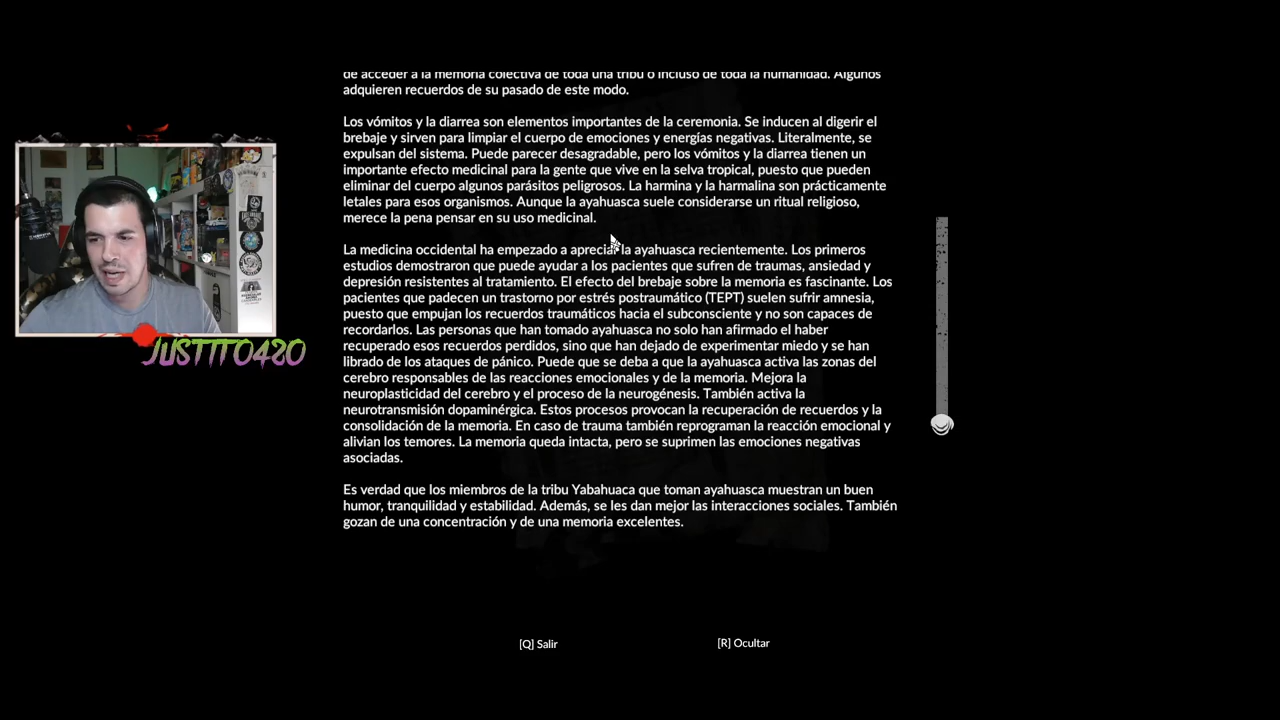 de acceder a la memoria colectiva de toda una tribu o incluso de toda la humanidad. Algunos
adquieren recuerdos de su pasado de este modo.
Los vómitos y la diarrea son elementos importantes de la ceremonia. Se inducen al digerir el
brebaje y sirven para limpiar el cuerpo de emociones y energías negativas. Literalmente, se
expulsan del sistema. Puede parecer desagradable, pero los vómitos y la diarrea tienen un
importante efecto medicinal para la gente que vive en la selva tropical, puesto que pueden
eliminar del cuerpo algunos parásitos peligrosos. La harmina y la harmalina son prácticamente
letales para esos organismos. Aunque la ayahuasca suele considerarse un ritual religioso,
merece la pena pensar en su uso medicinal.
La medicina occidental ha empezado a apreciar la ayahuasca recientemente. Los primeros
estudios demostraron que puede ayudar a los pacientes que sufren de traumas, ansiedad y
depresión resistentes al tratamiento. El efecto del brebaje sobre la memoria es fascinante. Los
pacientes que padecen un trastorno por estrés postraumático (TEPT) suelen sufrir amnesia,
puesto que empujan los recuerdos traumáticos hacia el subconsciente y no son capaces de
recordarlos. Las personas que han tomado ayahuasca no solo han afirmado el haber
recuperado esos recuerdos perdidos, sino que han dejado de experimentar miedo y se han
librado de los ataques de pánico. Puede que se deba a que la ayahuasca activa las zonas del
cerebro responsables de las reacciones emocionales y de la memoria. Mejora la
neuroplasticidad del cerebro y el proceso de la neurogénesis. También activa la
neurotransmisión dopaminérgica. Estos procesos provocan la recuperación de recuerdos y la
consolidación de la memoria. En caso de trauma también reprograman la reacción emocional y
alivian los temores. La memoria queda intacta, pero se suprimen las emociones negativas
asociadas.
Es verdad que los miembros de la tribu Yabahuaca que toman ayahuasca muestran un buen
humor, tranquilidad y estabilidad. Además, se les dan mejor las interacciones sociales. También
gozan de una concentración y de una memoria excelentes.
JUSTITO420
[Q] Salir
[R] Ocultar